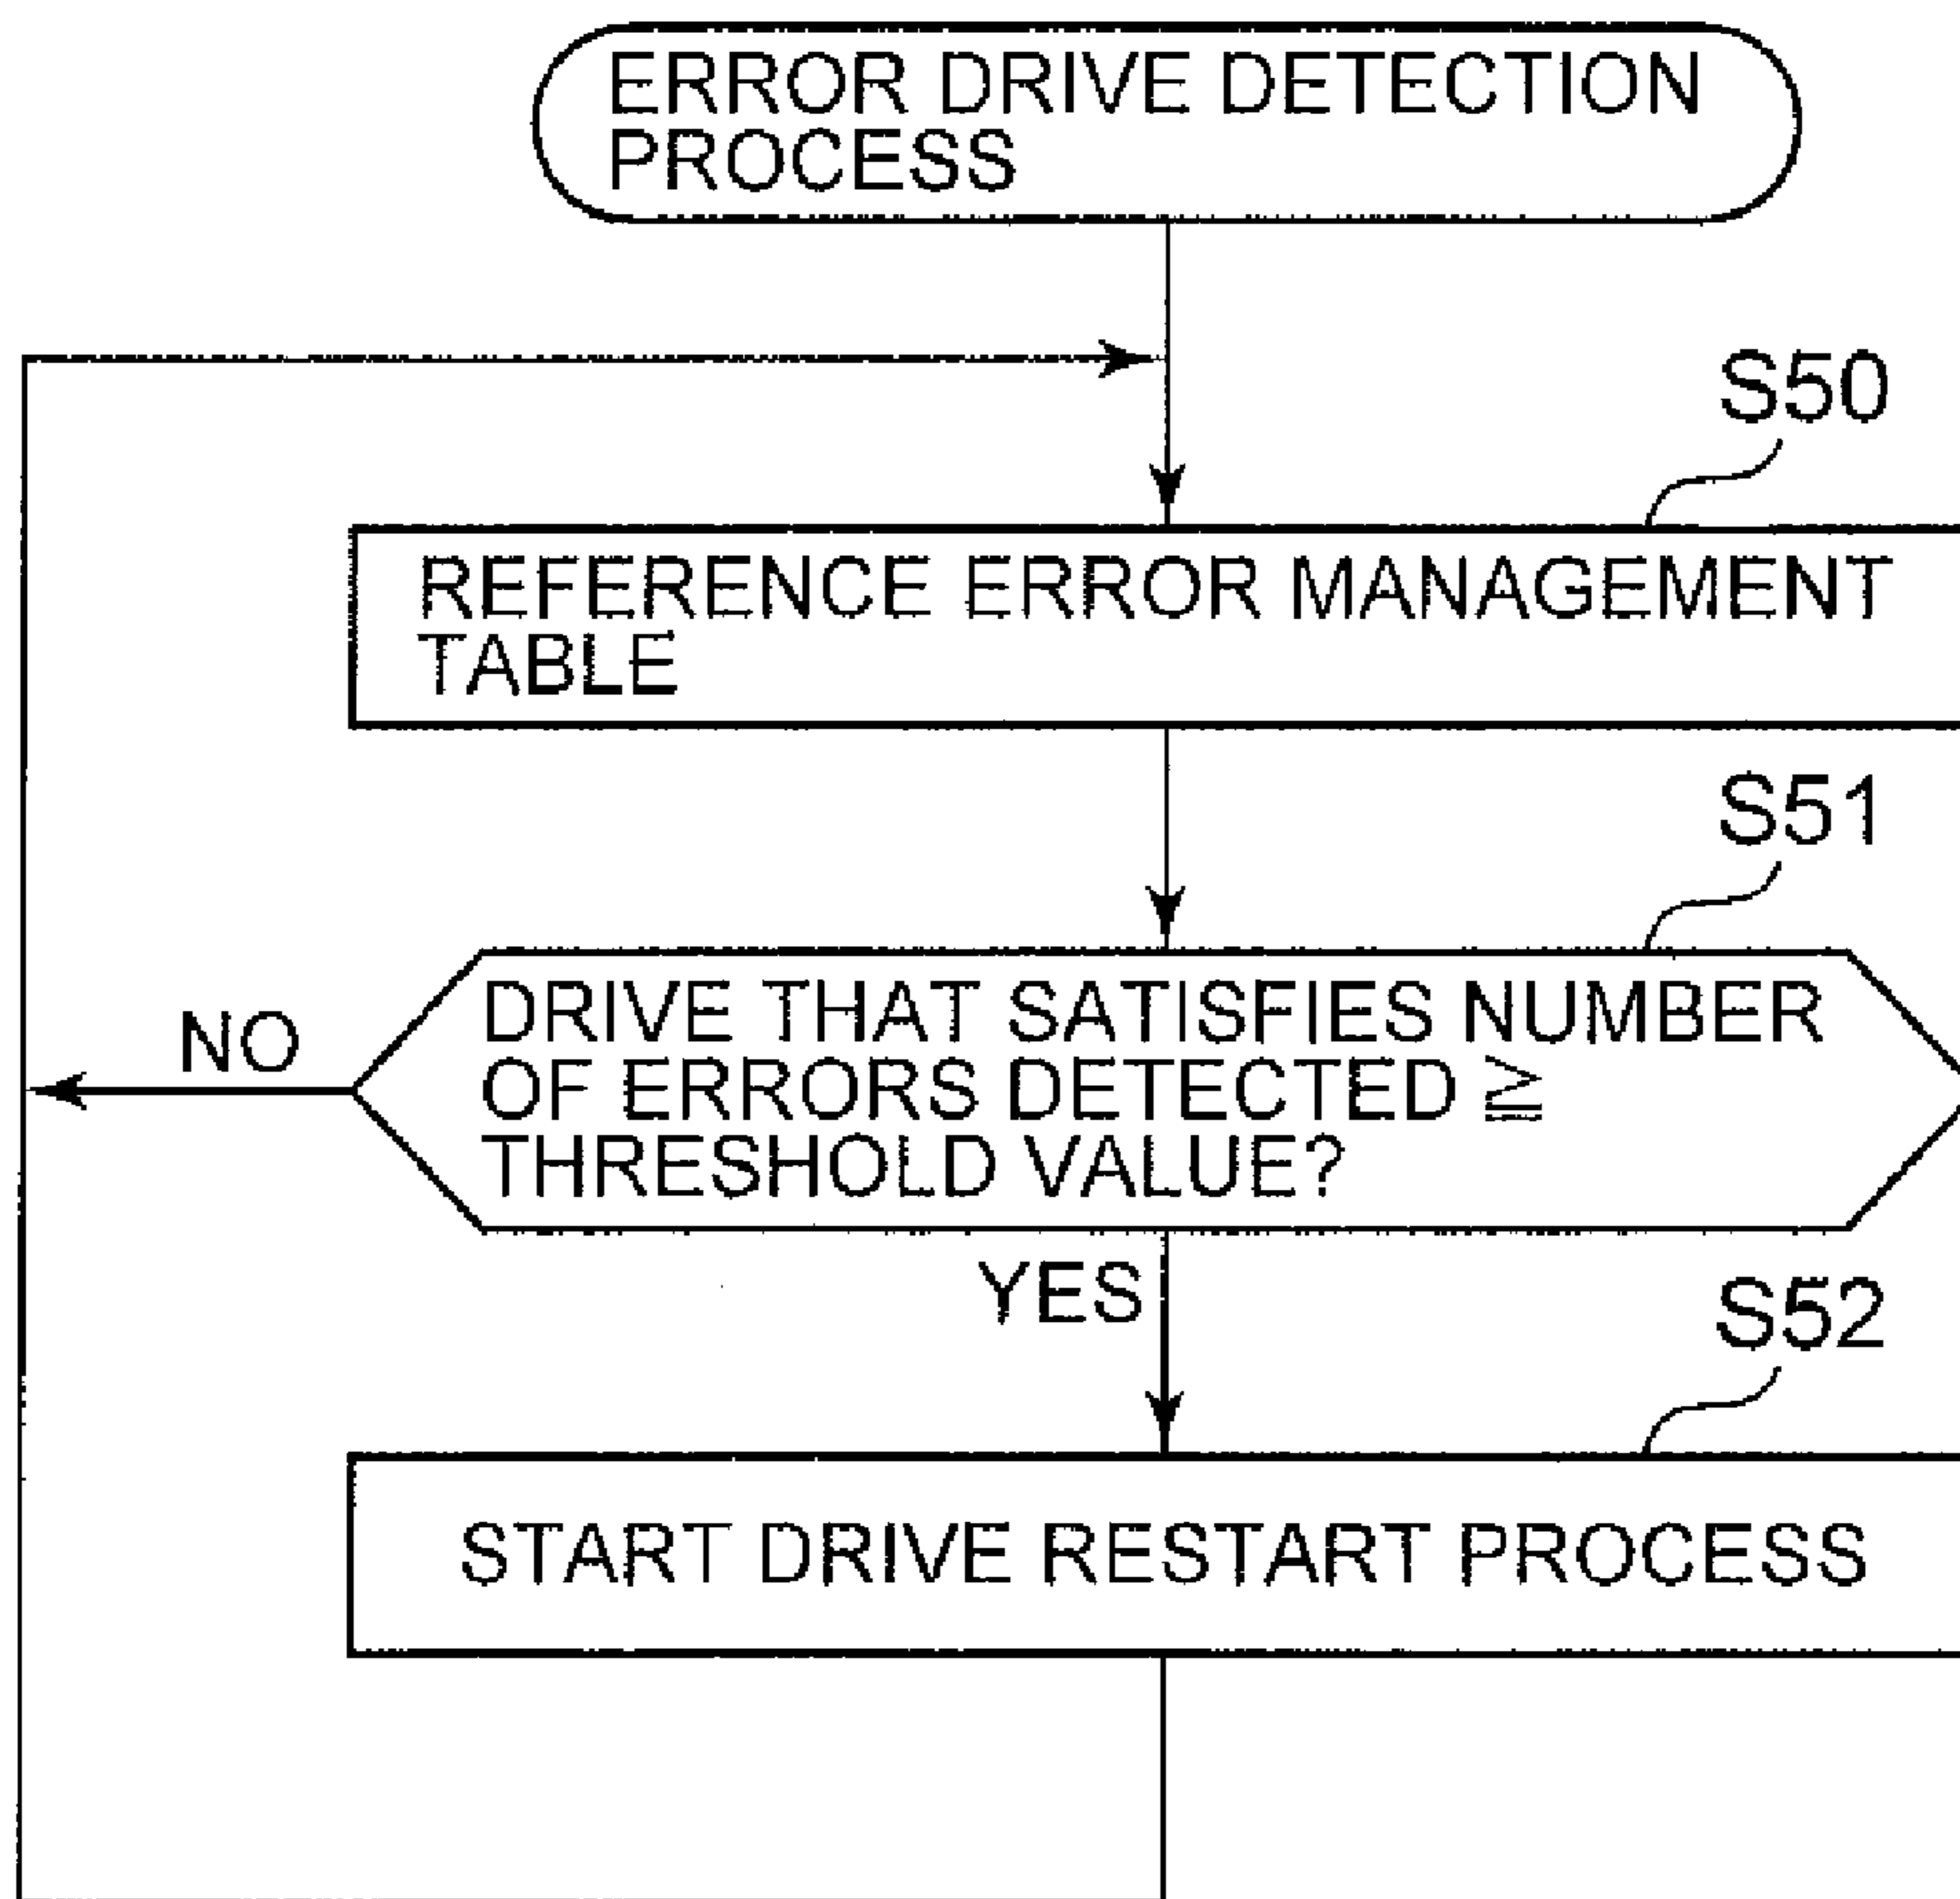 ERROR DRIVE DETECTION
PROCESS
S50
REFERENCE ERROR MANAGEMENT
TABLE
S51
DRIVE THAT SATISFIES NUMBER
OF ERRORS DETECTED ≧
THRESHOLD VALUE?
NO
YES
S52
START DRIVE RESTART PROCESS